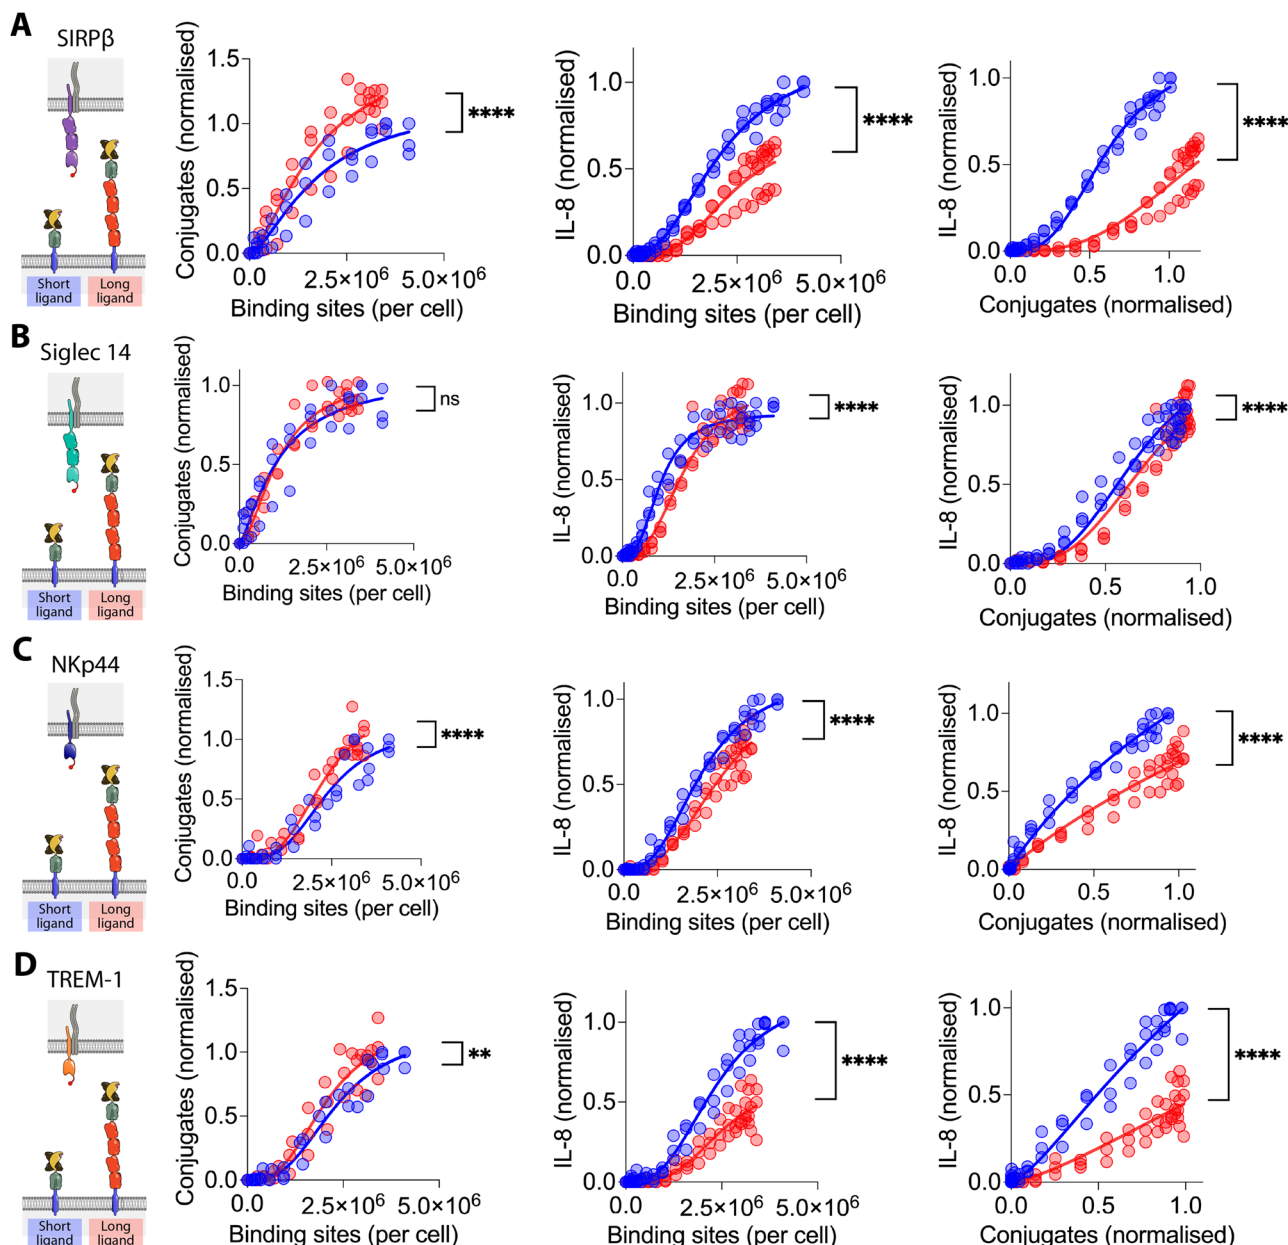 A
SIRPβ
Short
ligand
Long
ligand
Conjugates (normalised)
1.5
1.0
0.5
0.0
0.0
2.5×10⁶
5.0×10⁶
Binding sites (per cell)
****
IL-8 (normalised)
1.0
0.5
0.0
0.0
2.5×10⁶
5.0×10⁶
Binding sites (per cell)
****
IL-8 (normalised)
1.0
0.5
0.0
0.0
0.5
1.0
Conjugates (normalised)
****
B
Siglec 14
Short
ligand
Long
ligand
Conjugates (normalised)
1.0
0.5
0.0
0.0
2.5×10⁶
5.0×10⁶
Binding sites (per cell)
ns
IL-8 (normalised)
1.0
0.5
0.0
0.0
2.5×10⁶
5.0×10⁶
Binding sites (per cell)
****
IL-8 (normalised)
1.0
0.5
0.0
0.0
0.5
1.0
Conjugates (normalised)
****
C
NKp44
Short
ligand
Long
ligand
Conjugates (normalised)
1.5
1.0
0.5
0.0
0.0
2.5×10⁶
5.0×10⁶
Binding sites (per cell)
****
IL-8 (normalised)
1.0
0.5
0.0
0.0
2.5×10⁶
5.0×10⁶
Binding sites (per cell)
****
IL-8 (normalised)
1.0
0.5
0.0
0.0
0.5
1.0
Conjugates (normalised)
****
D
TREM-1
Short
ligand
Long
ligand
Conjugates (normalised)
1.5
1.0
0.5
0.0
0.0
2.5×10⁶
5.0×10⁶
Binding sites (per cell)
**
IL-8 (normalised)
1.0
0.5
0.0
0.0
2.5×10⁶
5.0×10⁶
Binding sites (per cell)
****
IL-8 (normalised)
1.0
0.5
0.0
0.0
0.5
1.0
Conjugates (normalised)
****